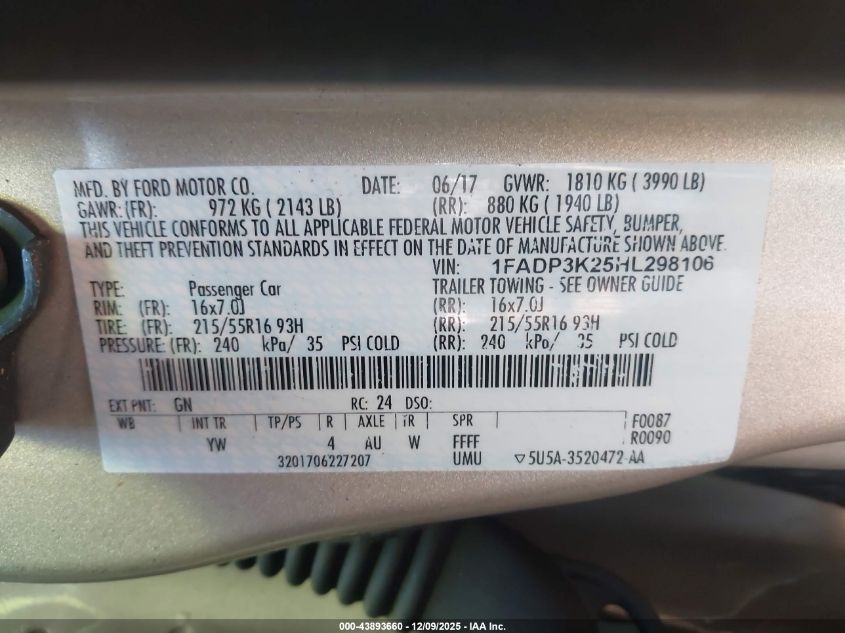 MFD. BY FORD MOTOR CO. DATE: 06/17 GVWR: 1810 KG ( 3990 LB)
GAWR:(FR): 972 KG ( 2143 LB) (RR): 880 KG ( 1940 LB)
THIS VEHICLE CONFORMS TO ALL APPLICABLE FEDERAL MOTOR VEHICLE SAFETY, BUMPER,
AND THEFT PREVENTION STANDARDS IN EFFECT ON THE DATE OF MANUFACTURE SHOWN ABOVE.
VIN: 1FADP3K25HL298106
TYPE: Passenger Car TRAILER TOWING - SEE OWNER GUIDE
RIM: (FR): 16x7.0J (RR): 16x7.0J
TIRE: (FR): 215/55R16 93H (RR): 215/55R16 93H
PRESSURE: (FR): 240 kPa/ 35 PSI COLD (RR): 240 kPa/ 35 PSI COLD
EXT PNT: GN RC: 24 DSO:
WB INT TR TP/PS R AXLE TR SPR F0087
YW 4 AU W FFFF R0090
3201706227207 UMU ▽5U5A-3520472-AA
000-43893660 - 12/09/2025 - IAA Inc.